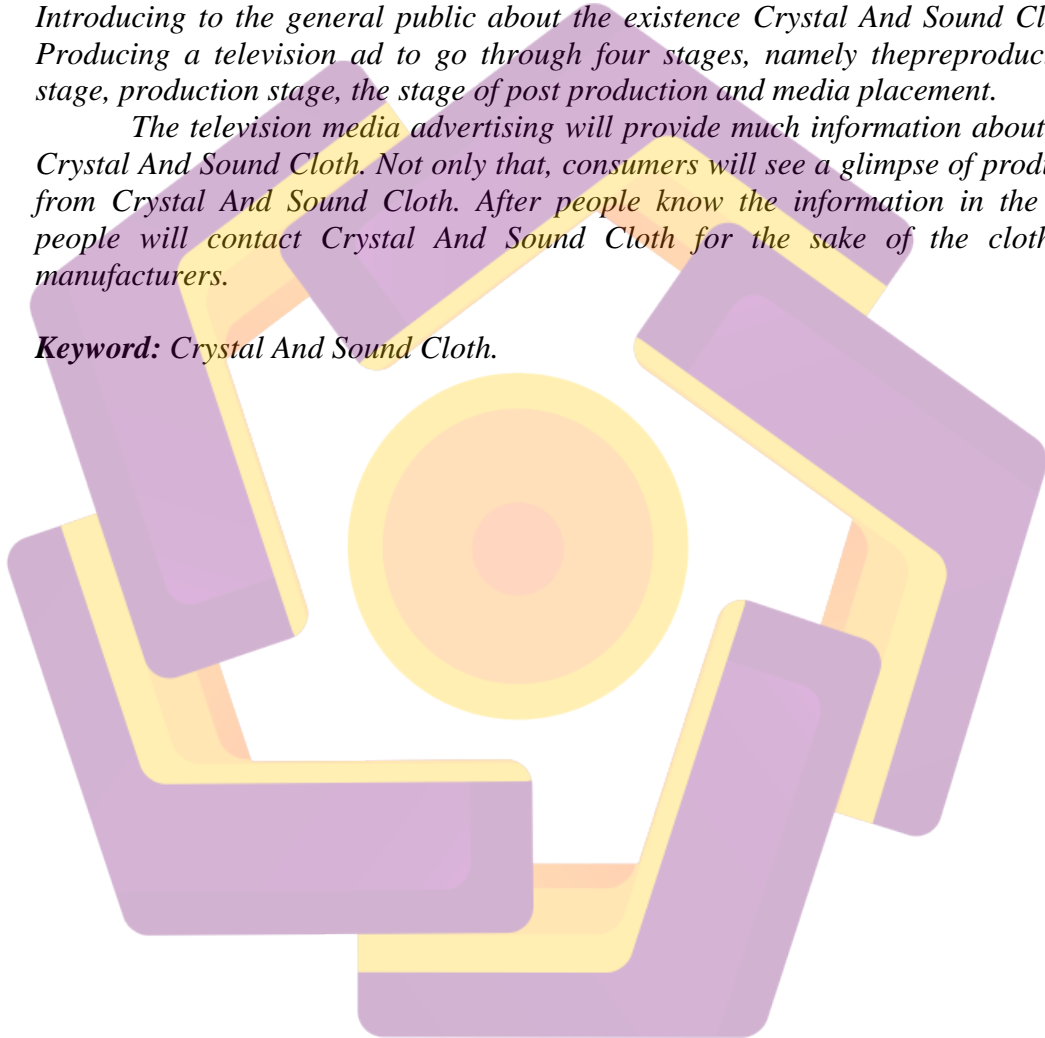 Introducing to the general public about the existence Crystal And Sound Cl
Producing a television ad to go through four stages, namely thepreproduc
stage, production stage, the stage of post production and media placement.
The television media advertising will provide much information about
Crystal And Sound Cloth. Not only that, consumers will see a glimpse of prod
from Crystal And Sound Cloth. After people know the information in the
people will contact Crystal And Sound Cloth for the sake of the cloth
manufacturers.
Keyword: Crystal And Sound Cloth.